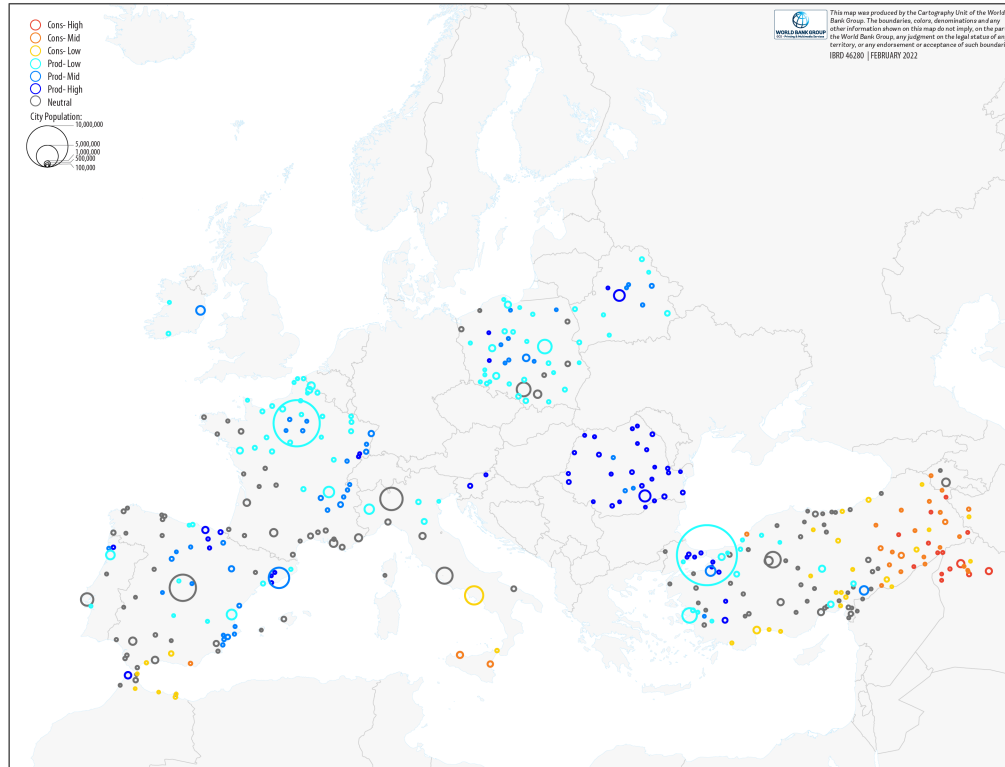 Cons- High
Cons- Mid
Cons- Low
Prod- Low
Prod- Mid
Prod- High
Neutral
City Population:
10,000,000
5,000,000
1,000,000
500,000
100,000
WORLD BANK GROUP
This map was produced by the Cartography Unit of the World
Bank Group. The boundaries, colors, denominations and any
other information shown on this map do not imply, on the par
the World Bank Group, any judgment on the legal status of an
territory, or any endorsement or acceptance of such boundari
IBRD 46280 | FEBRUARY 2022